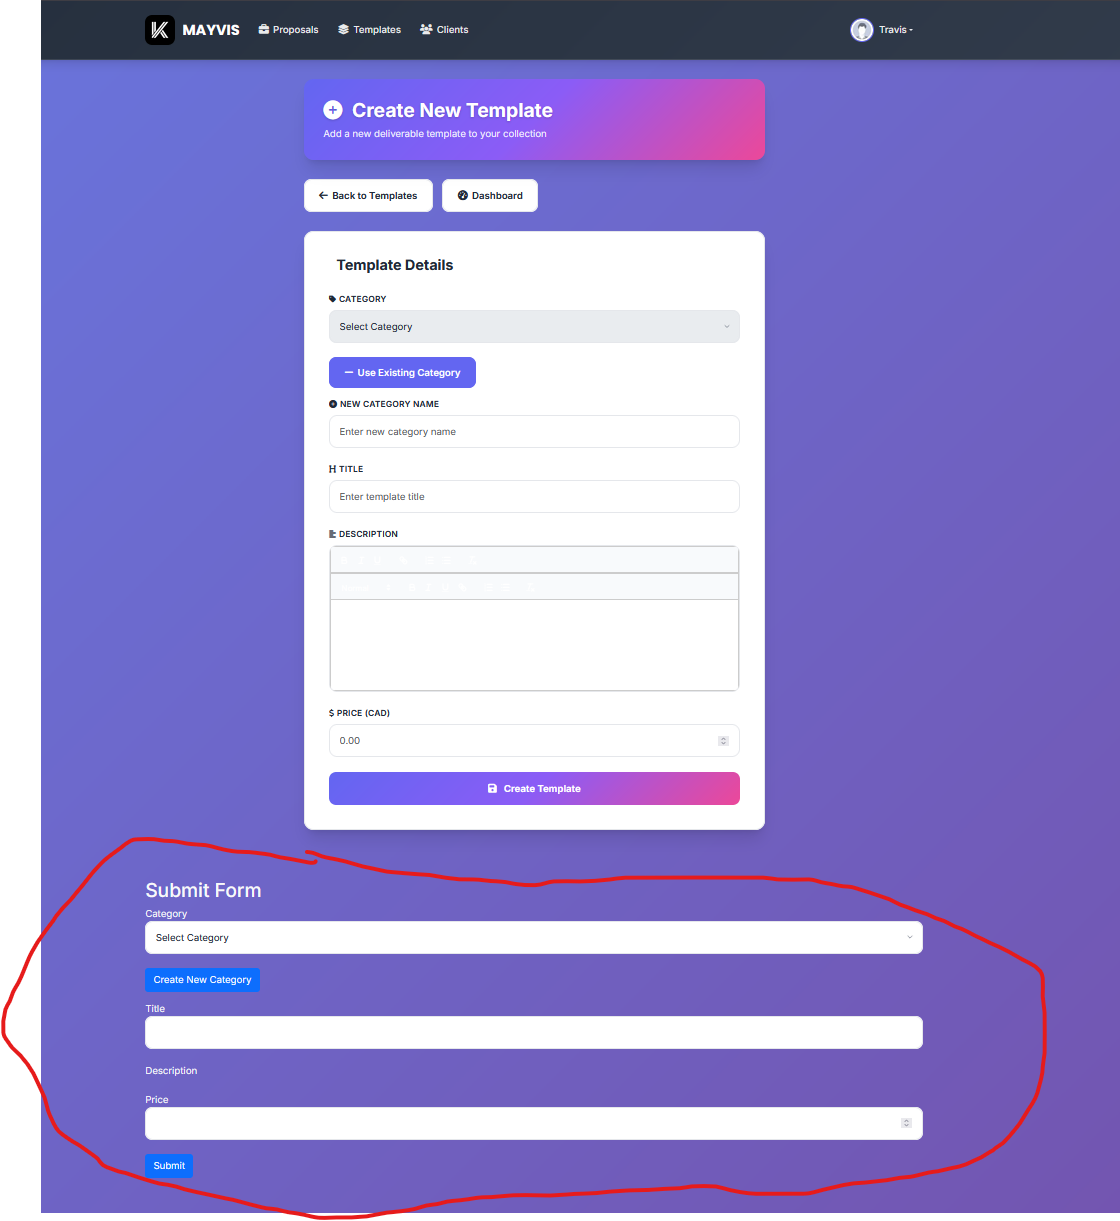 MAYVIS Proposals Templates Clients Travis
Create New Template
Add a new deliverable template to your collection
Back to Templates Dashboard
Template Details
CATEGORY
Select Category
Use Existing Category
NEW CATEGORY NAME
Enter new category name
TITLE
Enter template title
DESCRIPTION
$ PRICE (CAD)
0.00
Create Template
Submit Form
Category
Select Category
Create New Category
Title
Description
Price
Submit